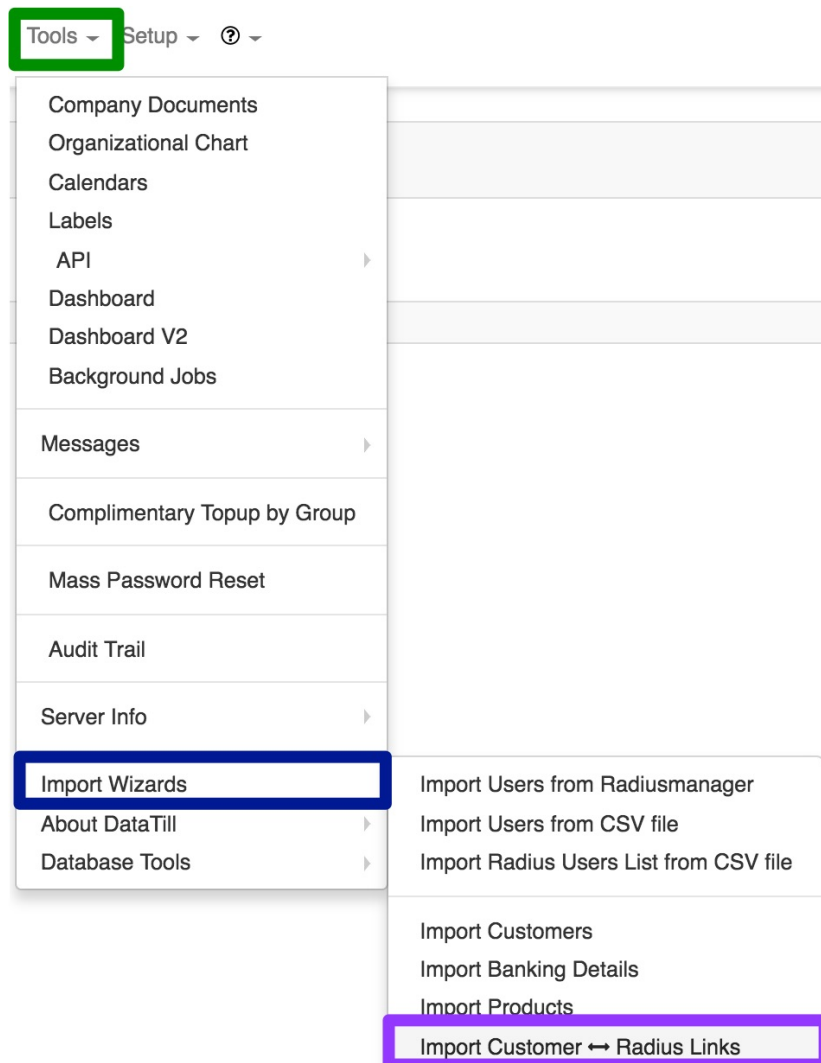 Tools Setup ?
Company Documents
Organizational Chart
Calendars
Labels
API
Dashboard
Dashboard V2
Background Jobs
Messages
Complimentary Topup by Group
Mass Password Reset
Audit Trail
Server Info
Import Wizards
About DataTill
Database Tools
Import Users from Radiusmanager
Import Users from CSV file
Import Radius Users List from CSV file
Import Customers
Import Banking Details
Import Products
Import Customer ↔ Radius Links